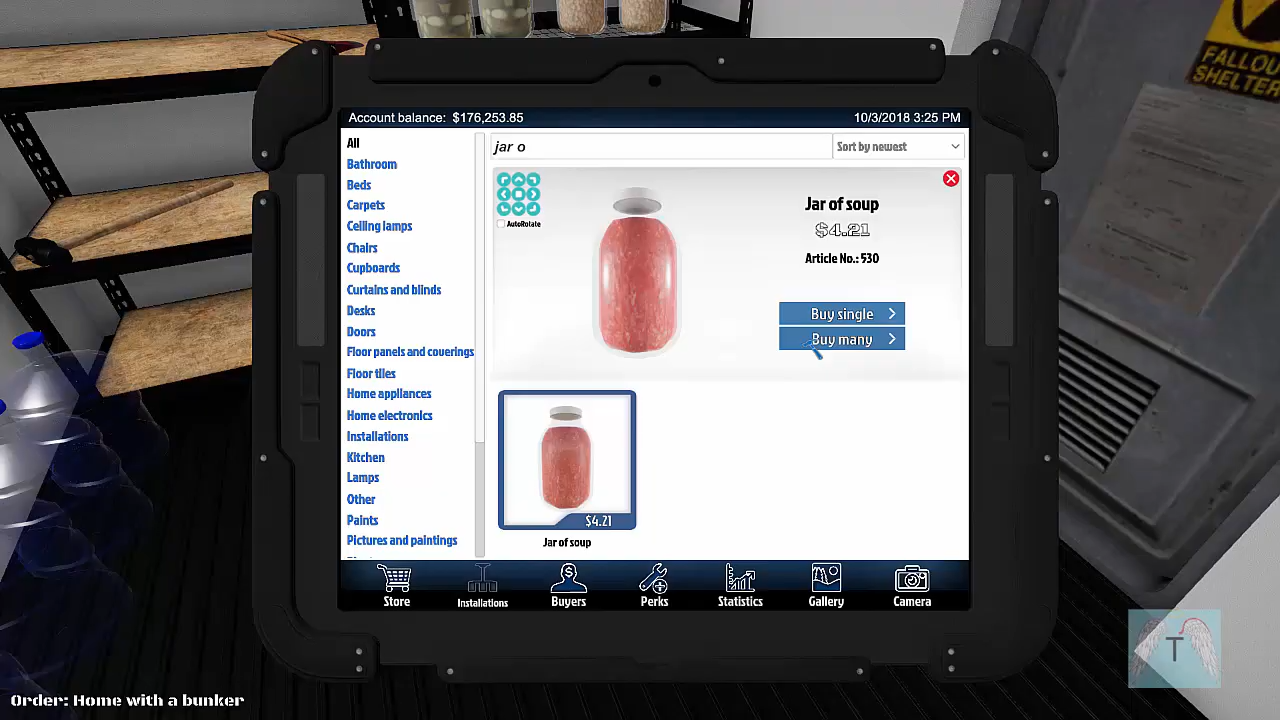 FALLOU
SHELTER
Account balance: $176,253.85
10/3/2018 3:25 PM
All
Bathroom
Beds
Carpets
Ceiling lamps
Chairs
Cupboards
Curtains and blinds
Desks
Doors
Floor panels and coverings
Floor tiles
Home appliances
Home electronics
Installations
Kitchen
Lamps
Other
Paints
Pictures and paintings
jar o
Sort by newest
AutoRotate
Jar of soup
$4.21
Article No.: 530
Buy single
Buy many
$4.21
Jar of soup
Store
Installations
Buyers
Perks
Statistics
Gallery
Camera
T
Order: Home with a bunker